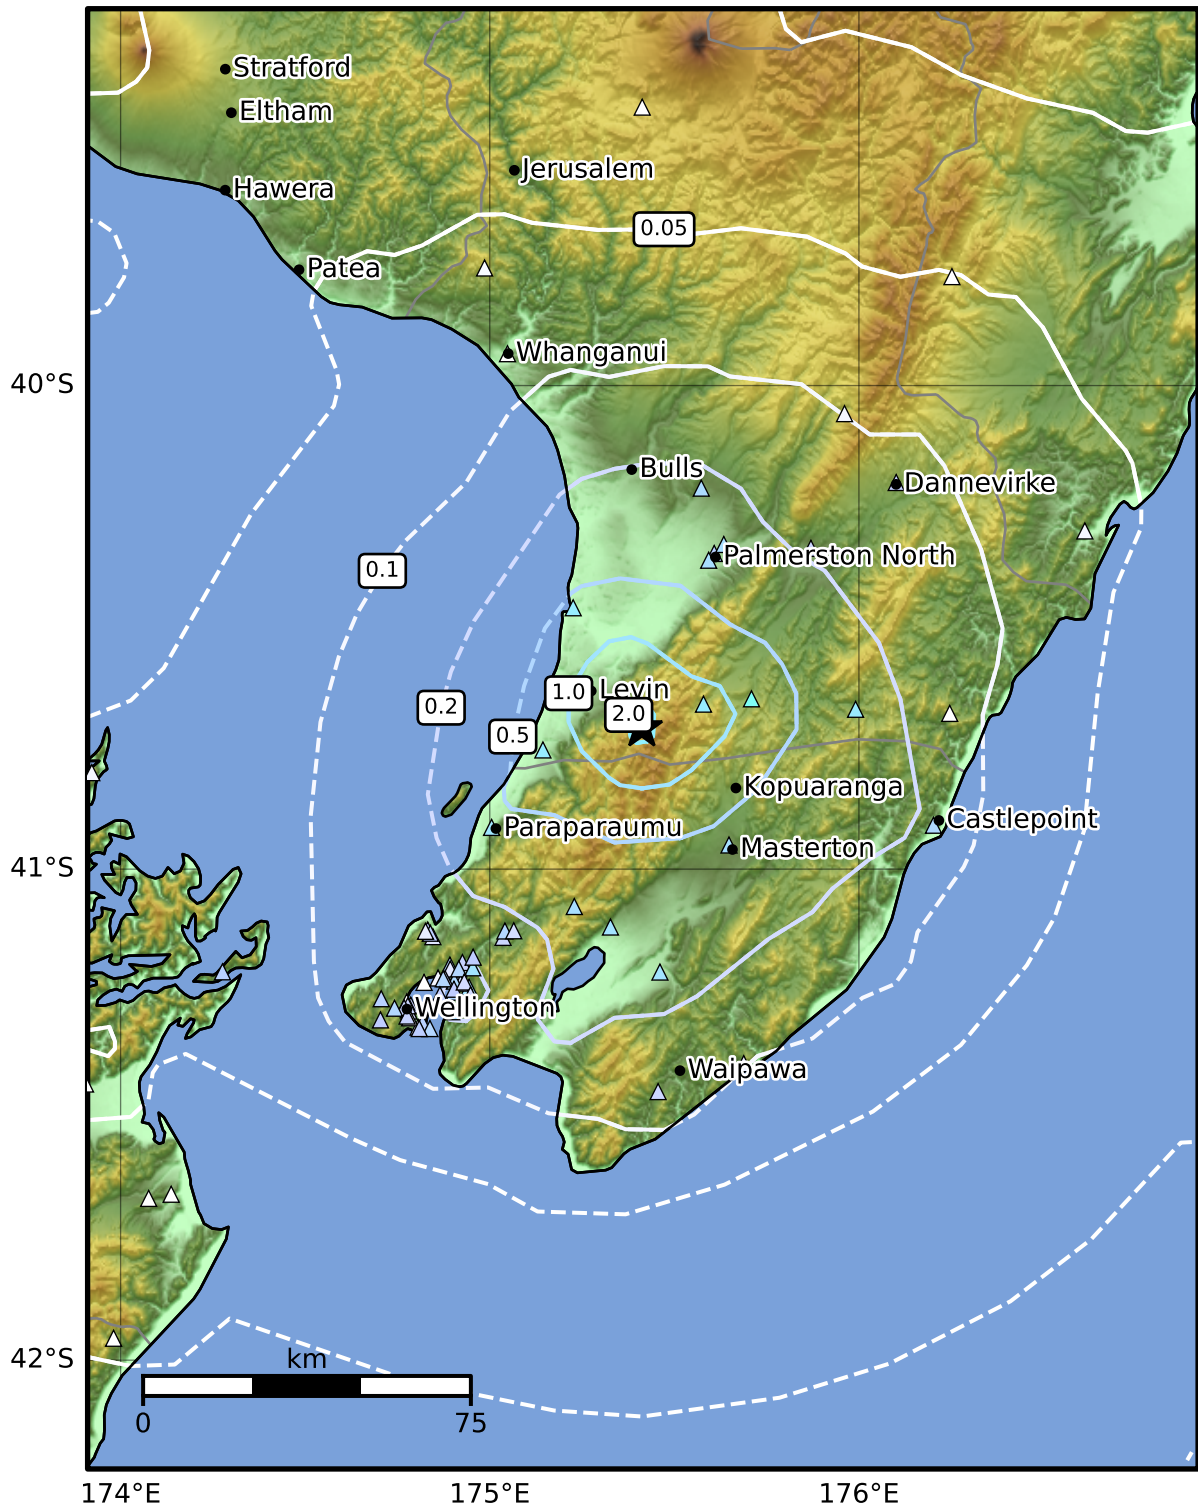 Stratford
Eltham
Jerusalem
Hawera
0.05
Patea
Whanganui
40°S
Bulls
Dannevirke
Palmerston North
0.1
Levin
1.0
0.2
2.0
0.5
Kopuaranga
Castlepoint
Paraparaumu
Masterton
41°S
Wellington
Waipawa
42°S
km
0
75
174°E
175°E
176°E